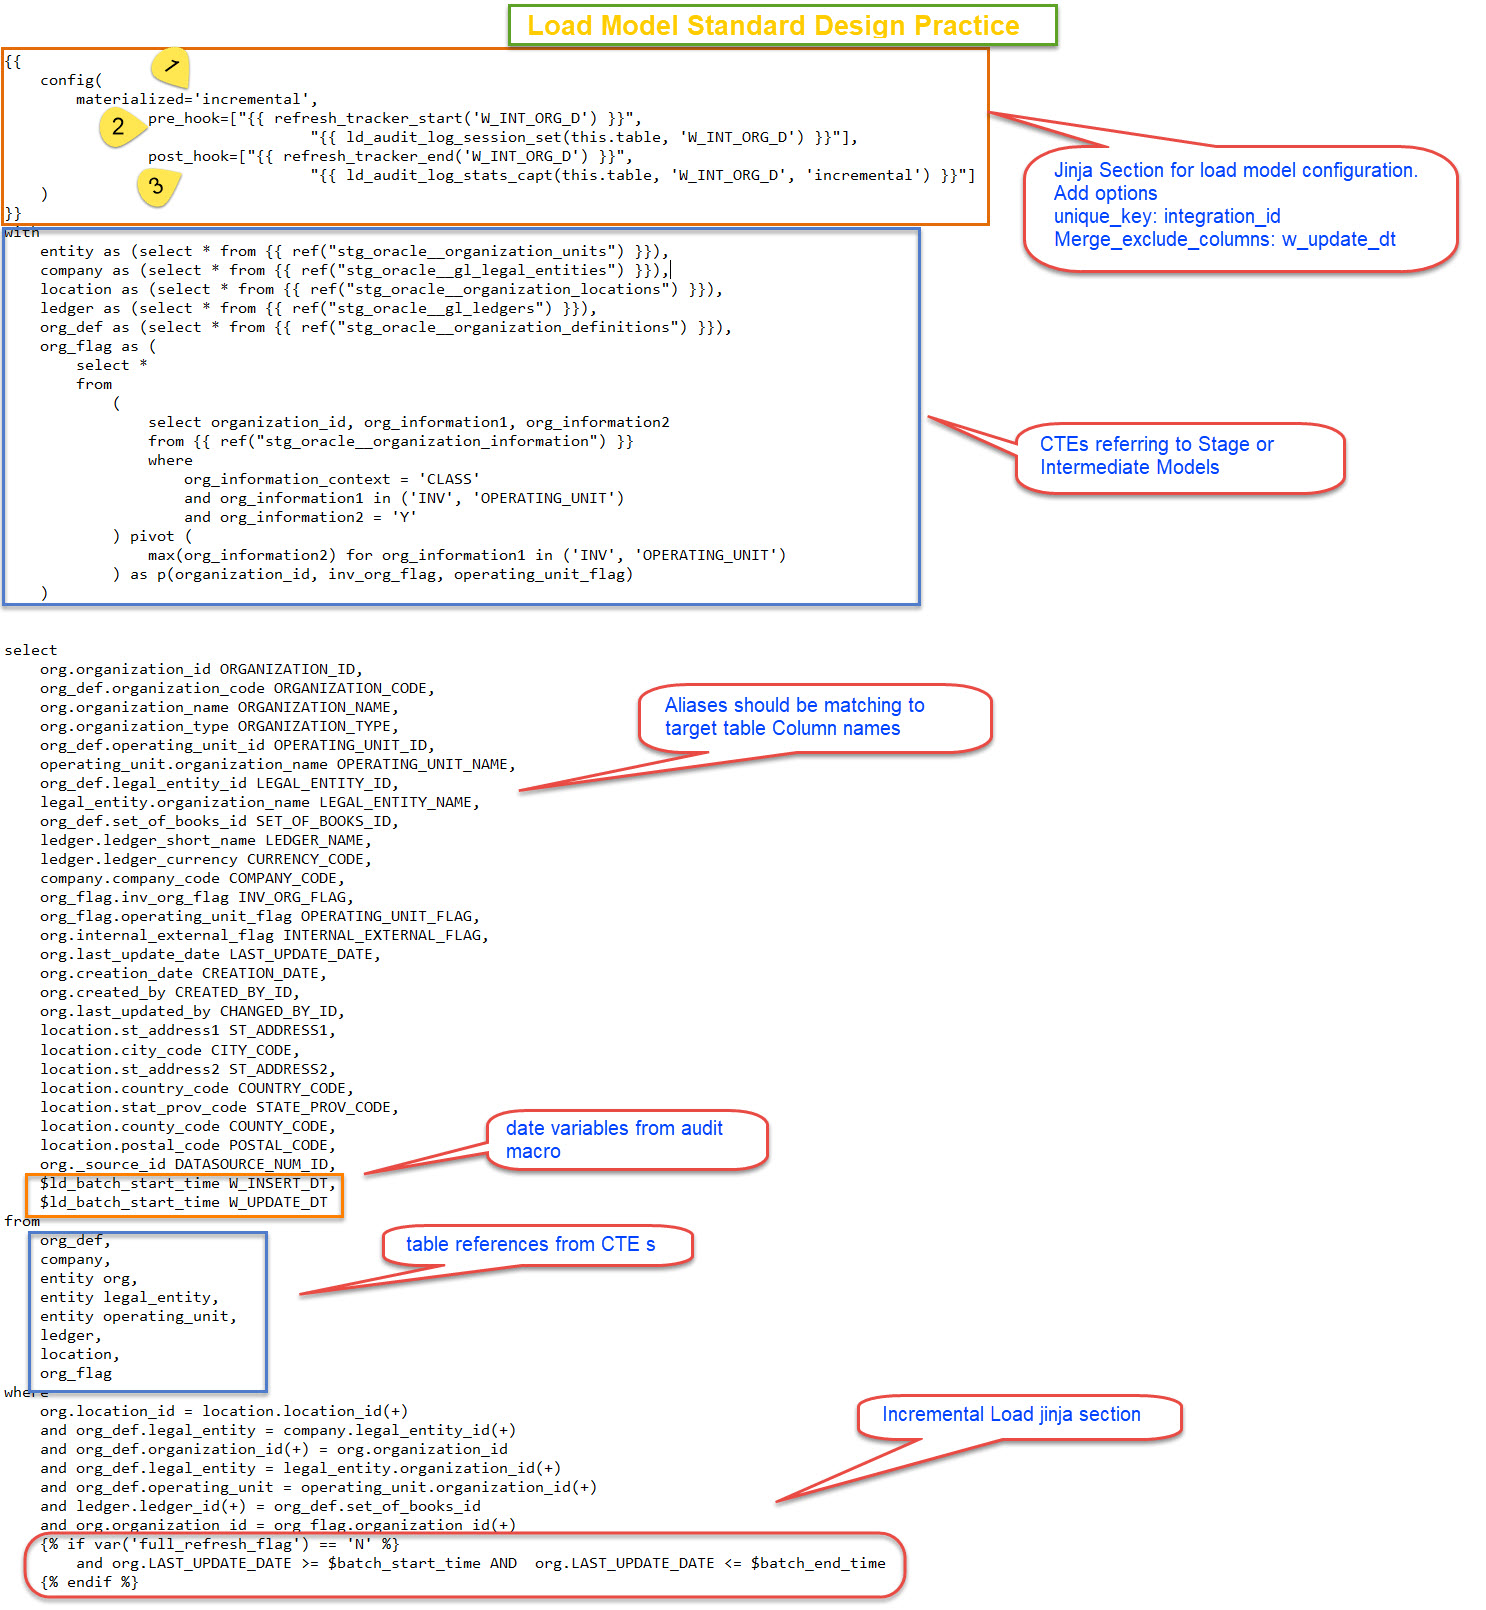 Load Model Standard Design Practice
{{
    config(
1
        materialized='incremental',
2
                pre_hook=["{{ refresh_tracker_start('W_INT_ORG_D') }}",
                                  "{{ ld_audit_log_session_set(this.table, 'W_INT_ORG_D') }}"],
                post_hook=["{{ refresh_tracker_end('W_INT_ORG_D') }}",
3
                                  "{{ ld_audit_log_stats_capt(this.table, 'W_INT_ORG_D', 'incremental') }}"]
    )
}}
Jinja Section for load model configuration.
Add options
unique_key: integration_id
Merge_exclude_columns: w_update_dt
with
    entity as (select * from {{ ref("stg_oracle__organization_units") }}),
    company as (select * from {{ ref("stg_oracle__gl_legal_entities") }}),
    location as (select * from {{ ref("stg_oracle__organization_locations") }}),
    ledger as (select * from {{ ref("stg_oracle__gl_ledgers") }}),
    org_def as (select * from {{ ref("stg_oracle__organization_definitions") }}),
    org_flag as (
        select *
        from
            (
                select organization_id, org_information1, org_information2
                from {{ ref("stg_oracle__organization_information") }}
                where
                    org_information_context = 'CLASS'
                    and org_information1 in ('INV', 'OPERATING_UNIT')
                    and org_information2 = 'Y'
            ) pivot (
                max(org_information2) for org_information1 in ('INV', 'OPERATING_UNIT')
            ) as p(organization_id, inv_org_flag, operating_unit_flag)
    )
CTEs referring to Stage or
Intermediate Models
select
    org.organization_id ORGANIZATION_ID,
    org_def.organization_code ORGANIZATION_CODE,
    org.organization_name ORGANIZATION_NAME,
    org.organization_type ORGANIZATION_TYPE,
    org_def.operating_unit_id OPERATING_UNIT_ID,
    operating_unit.organization_name OPERATING_UNIT_NAME,
    org_def.legal_entity_id LEGAL_ENTITY_ID,
    legal_entity.organization_name LEGAL_ENTITY_NAME,
    org_def.set_of_books_id SET_OF_BOOKS_ID,
    ledger.ledger_short_name LEDGER_NAME,
    ledger.ledger_currency CURRENCY_CODE,
    company.company_code COMPANY_CODE,
    org_flag.inv_org_flag INV_ORG_FLAG,
    org_flag.operating_unit_flag OPERATING_UNIT_FLAG,
    org.internal_external_flag INTERNAL_EXTERNAL_FLAG,
    org.last_update_date LAST_UPDATE_DATE,
    org.creation_date CREATION_DATE,
    org.created_by CREATED_BY_ID,
    org.last_updated_by CHANGED_BY_ID,
    location.st_address1 ST_ADDRESS1,
    location.city_code CITY_CODE,
    location.st_address2 ST_ADDRESS2,
    location.country_code COUNTRY_CODE,
    location.stat_prov_code STATE_PROV_CODE,
    location.county_code COUNTY_CODE,
    location.postal_code POSTAL_CODE,
    org._source_id DATASOURCE_NUM_ID,
    $ld_batch_start_time W_INSERT_DT,
    $ld_batch_start_time W_UPDATE_DT
Aliases should be matching to
target table Column names
date variables from audit
macro
from
    org_def,
    company,
    entity org,
    entity legal_entity,
    entity operating_unit,
    ledger,
    location,
    org_flag
table references from CTE s
where
    org.location_id = location.location_id(+)
    and org_def.legal_entity = company.legal_entity_id(+)
    and org_def.organization_id(+) = org.organization_id
    and org_def.legal_entity = legal_entity.organization_id(+)
    and org_def.operating_unit = operating_unit.organization_id(+)
    and ledger.ledger_id(+) = org_def.set_of_books_id
    and org.organization_id = org_flag.organization_id(+)
    {% if var('full_refresh_flag') == 'N' %}
        and org.LAST_UPDATE_DATE >= $batch_start_time AND  org.LAST_UPDATE_DATE <= $batch_end_time
    {% endif %}
Incremental Load jinja section